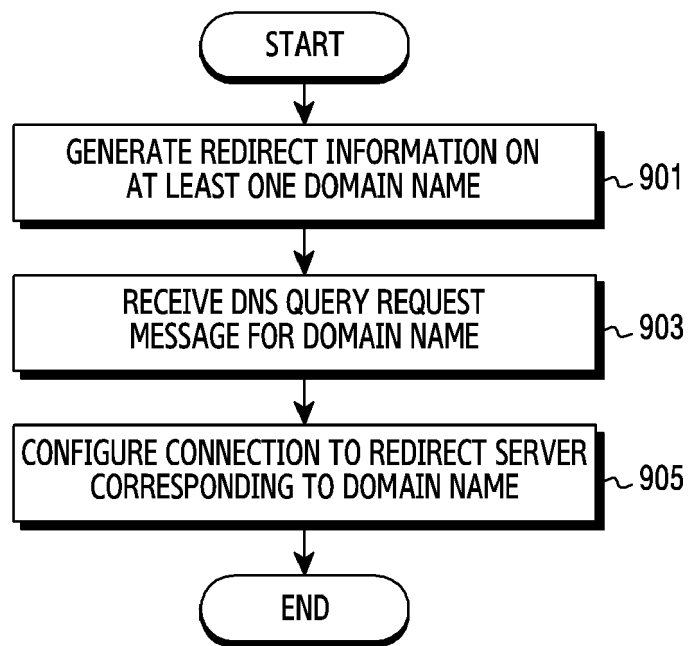 START
GENERATE REDIRECT INFORMATION ON
AT LEAST ONE DOMAIN NAME
901
RECEIVE DNS QUERY REQUEST
MESSAGE FOR DOMAIN NAME
903
CONFIGURE CONNECTION TO REDIRECT SERVER
CORRESPONDING TO DOMAIN NAME
905
END